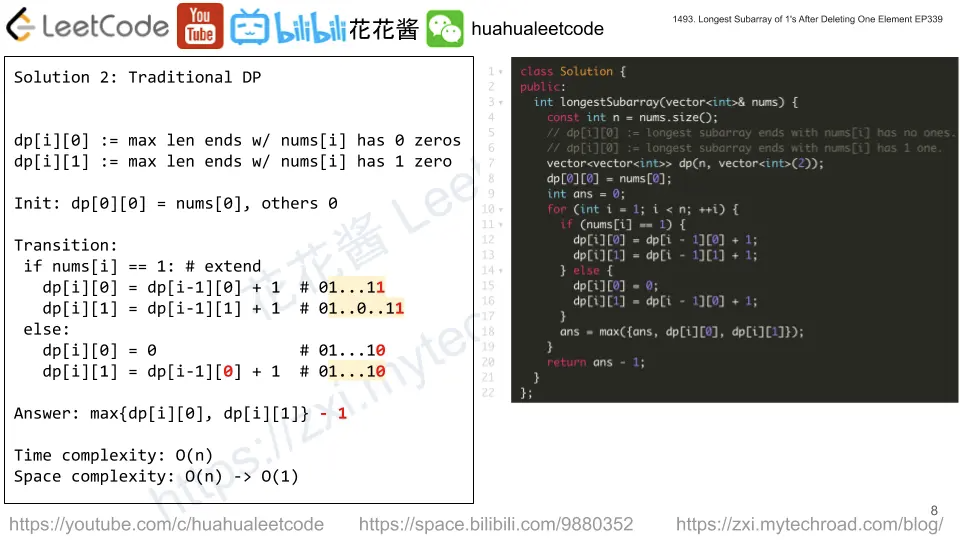 LeetCode You Tube bilibili 花花酱 huahualeetcode
1493. Longest Subarray of 1's After Deleting One Element EP339
Solution 2: Traditional DP
dp[i][0] := max len ends w/ nums[i] has 0 zeros
dp[i][1] := max len ends w/ nums[i] has 1 zero
Init: dp[0][0] = nums[0], others 0
Transition:
if nums[i] == 1: # extend
dp[i][0] = dp[i-1][0] + 1 # 01...11
dp[i][1] = dp[i-1][1] + 1 # 01..0..11
else:
dp[i][0] = 0 # 01...10
dp[i][1] = dp[i-1][0] + 1 # 01...10
Answer: max{dp[i][0], dp[i][1]} - 1
Time complexity: O(n)
Space complexity: O(n) -> O(1)
1 class Solution {
2 public:
3 int longestSubarray(vector<int>& nums) {
4 const int n = nums.size();
5 // dp[i][0] := longest subarray ends with nums[i] has no ones.
6 // dp[i][0] := longest subarray ends with nums[i] has 1 one.
7 vector<vector<int>> dp(n, vector<int>(2));
8 dp[0][0] = nums[0];
9 int ans = 0;
10 for (int i = 1; i < n; ++i) {
11 if (nums[i] == 1) {
12 dp[i][0] = dp[i - 1][0] + 1;
13 dp[i][1] = dp[i - 1][1] + 1;
14 } else {
15 dp[i][0] = 0;
16 dp[i][1] = dp[i - 1][0] + 1;
17 }
18 ans = max({ans, dp[i][0], dp[i][1]});
19 }
20 return ans - 1;
21 }
22 };
花花酱 Leet
https://zxi.mytech
8
https://youtube.com/c/huahualeetcode https://space.bilibili.com/9880352 https://zxi.mytechroad.com/blog/